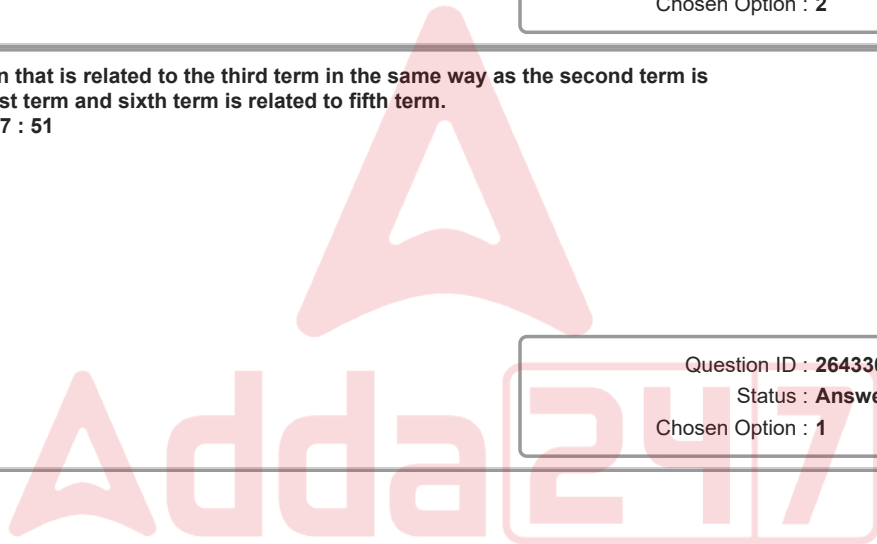 Chosen Option : 2
n that is related to the third term in the same way as the second term is
st term and sixth term is related to fifth term.
7 : 51
Question ID : 264330
Status : Answe
Chosen Option : 1
Adda247